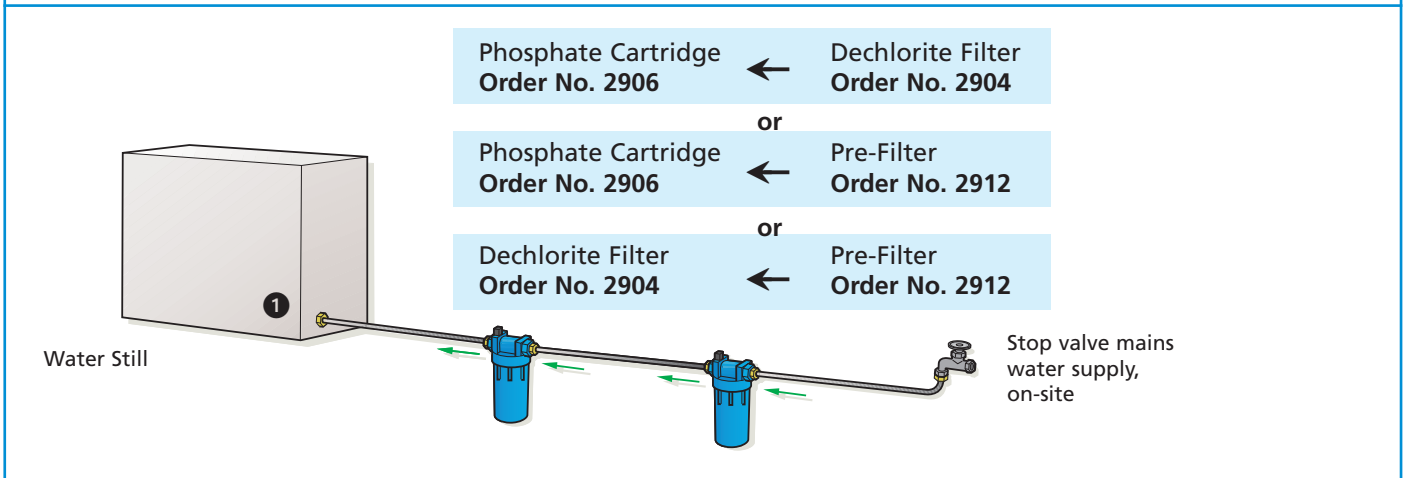 Phosphate Cartridge
Order No. 2906
Dechlorite Filter
Order No. 2904
or
Phosphate Cartridge
Order No. 2906
Pre-Filter
Order No. 2912
or
Dechlorite Filter
Order No. 2904
Pre-Filter
Order No. 2912
1
Water Still
Stop valve mains
water supply,
on-site